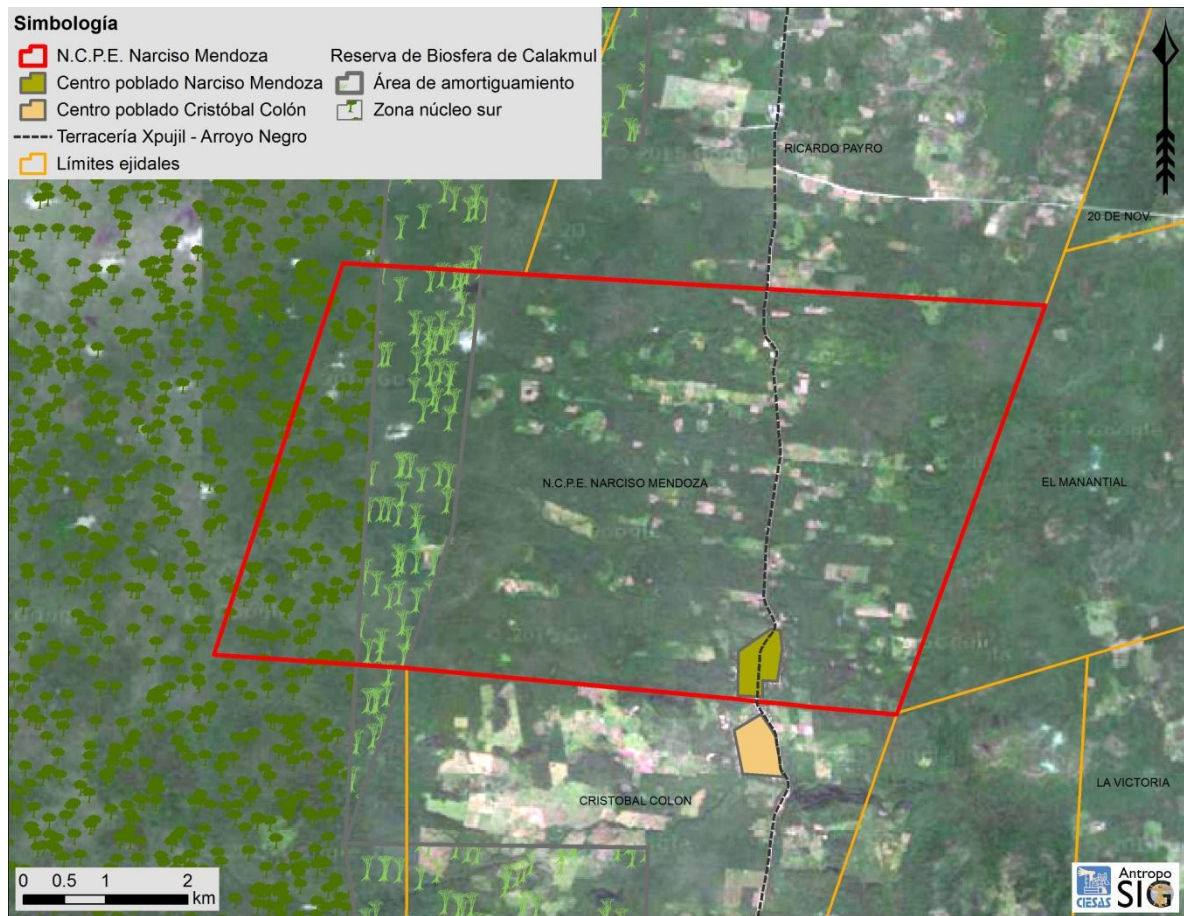 Simbología
N.C.P.E. Narciso Mendoza
Centro poblado Narciso Mendoza
Centro poblado Cristóbal Colón
Terracería Xpujil - Arroyo Negro
Límites ejidales
Reserva de Biosfera de Calakmul
Área de amortiguamiento
Zona núcleo sur
RICARDO PAYRO
20 DE NOV.
N.C.P.E. NARCISO MENDOZA
EL MANANTIAL
LA VICTORIA
CRISTOBAL COLON
0 0.5 1 2
km
CIESAS
Antropo
SIG